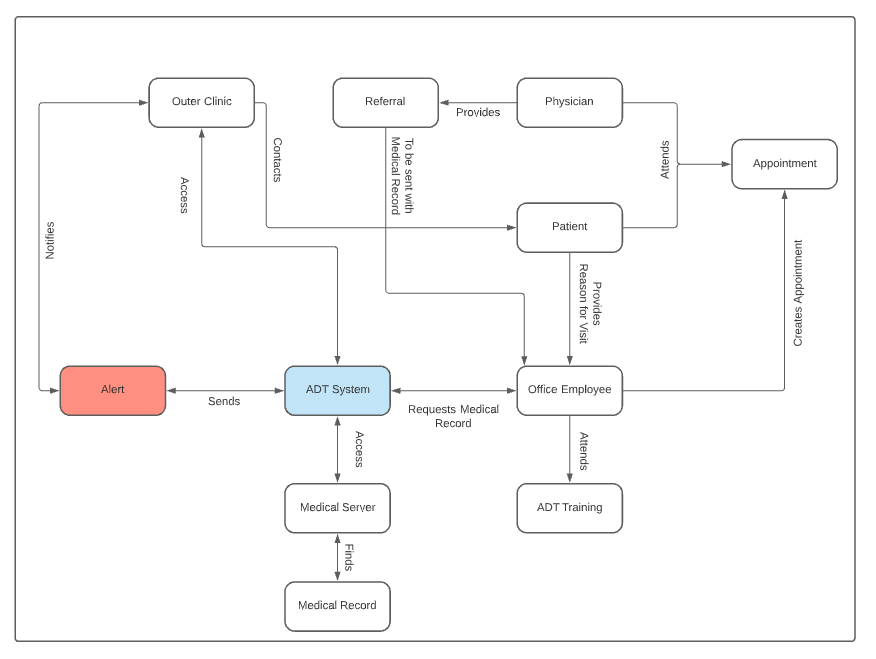 Outer Clinic
Referral
Physician
Provides
Contacts
To be sent with
Medical Record
Attends
Appointment
Access
Patient
Notifies
Provides
Reason for Visit
Creates Appointment
Alert
Sends
ADT System
Requests Medical
Record
Office Employee
Access
Attends
Medical Server
ADT Training
Finds
Medical Record